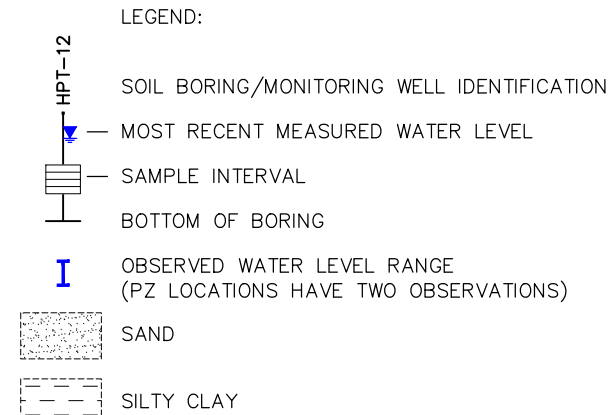 LEGEND:
HPT-12
SOIL BORING/MONITORING WELL IDENTIFICATION
MOST RECENT MEASURED WATER LEVEL
SAMPLE INTERVAL
BOTTOM OF BORING
OBSERVED WATER LEVEL RANGE
(PZ LOCATIONS HAVE TWO OBSERVATIONS)
SAND
SILTY CLAY